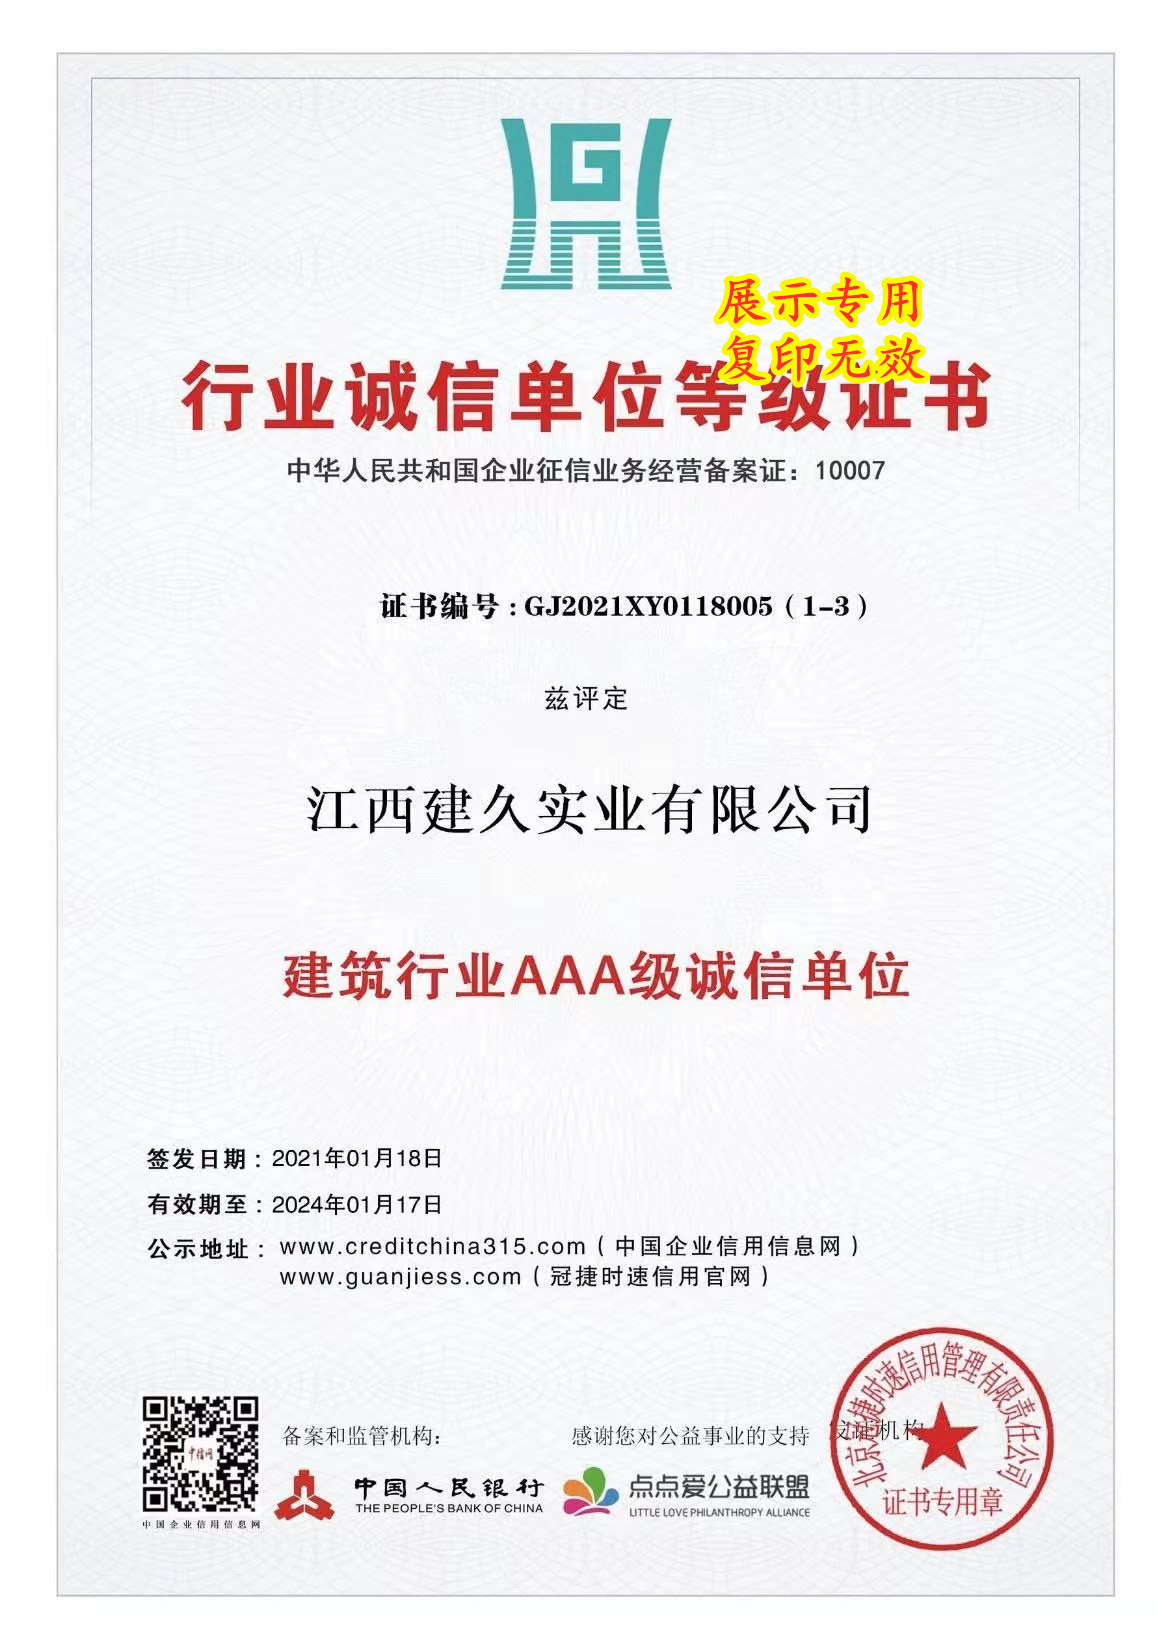 展示专用
复印无效
行业诚信单位等级证书
中华人民共和国企业征信业务经营备案证：10007
证书编号：GJ2021XY0118005（1-3）
兹评定
江西建久实业有限公司
建筑行业AAA级诚信单位
签发日期：2021年01月18日
有效期至：2024年01月17日
公示地址：www.creditchina315.com（中国企业信用信息网）
www.guanjiess.com（冠捷时速信用官网）
备案和监管机构：
感谢您对公益事业的支持
发证机构
北京冠捷时速信用管理有限责任公司
证书专用章
中信网
中国企业信用信息网
中国人民银行
THE PEOPLE'S BANK OF CHINA
点点爱公益联盟
LITTLE LOVE PHILANTHROPY ALLIANCE